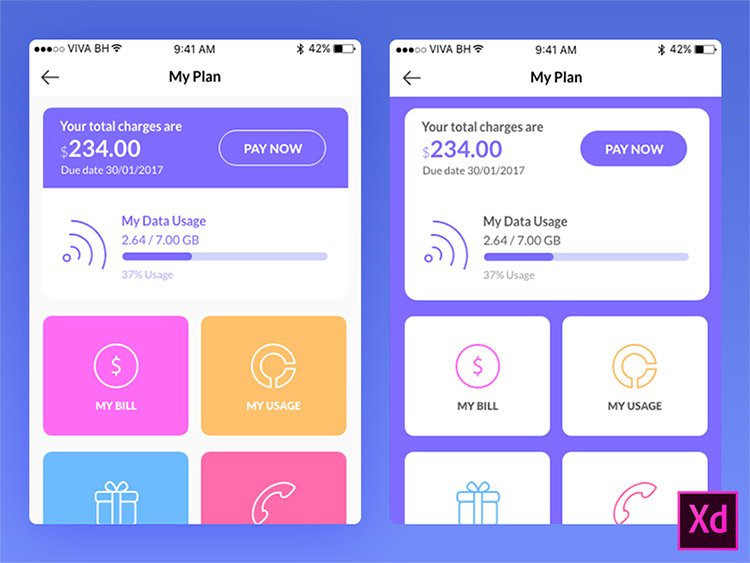 VIVA BH 9:41 AM 42%
My Plan
Your total charges are
$234.00
Due date 30/01/2017
PAY NOW
My Data Usage
2.64 / 7.00 GB
37% Usage
MY BILL
MY USAGE
VIVA BH 9:41 AM 42%
My Plan
Your total charges are
$234.00
Due date 30/01/2017
PAY NOW
My Data Usage
2.64 / 7.00 GB
37% Usage
MY BILL
MY USAGE
Xd